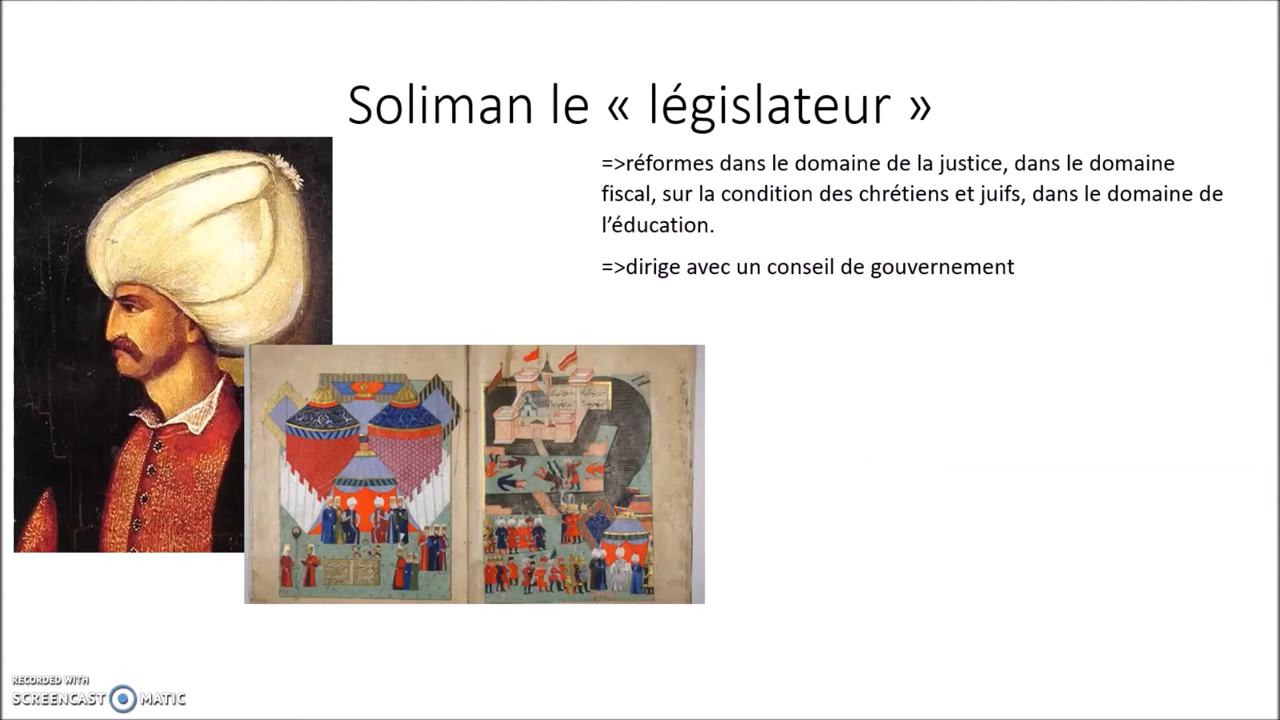 Soliman le « législateur »
=>réformes dans le domaine de la justice, dans le domaine
fiscal, sur la condition des chrétiens et juifs, dans le domaine de
l’éducation.
=>dirige avec un conseil de gouvernement
RECORDED WITH
SCREENCAST MATIC